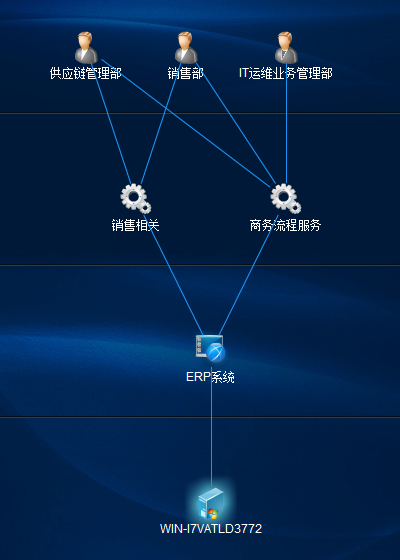 供应链管理部
销售部
IT运维业务管理部
销售相关
商务流程服务
ERP系统
WIN-I7VATLD3772